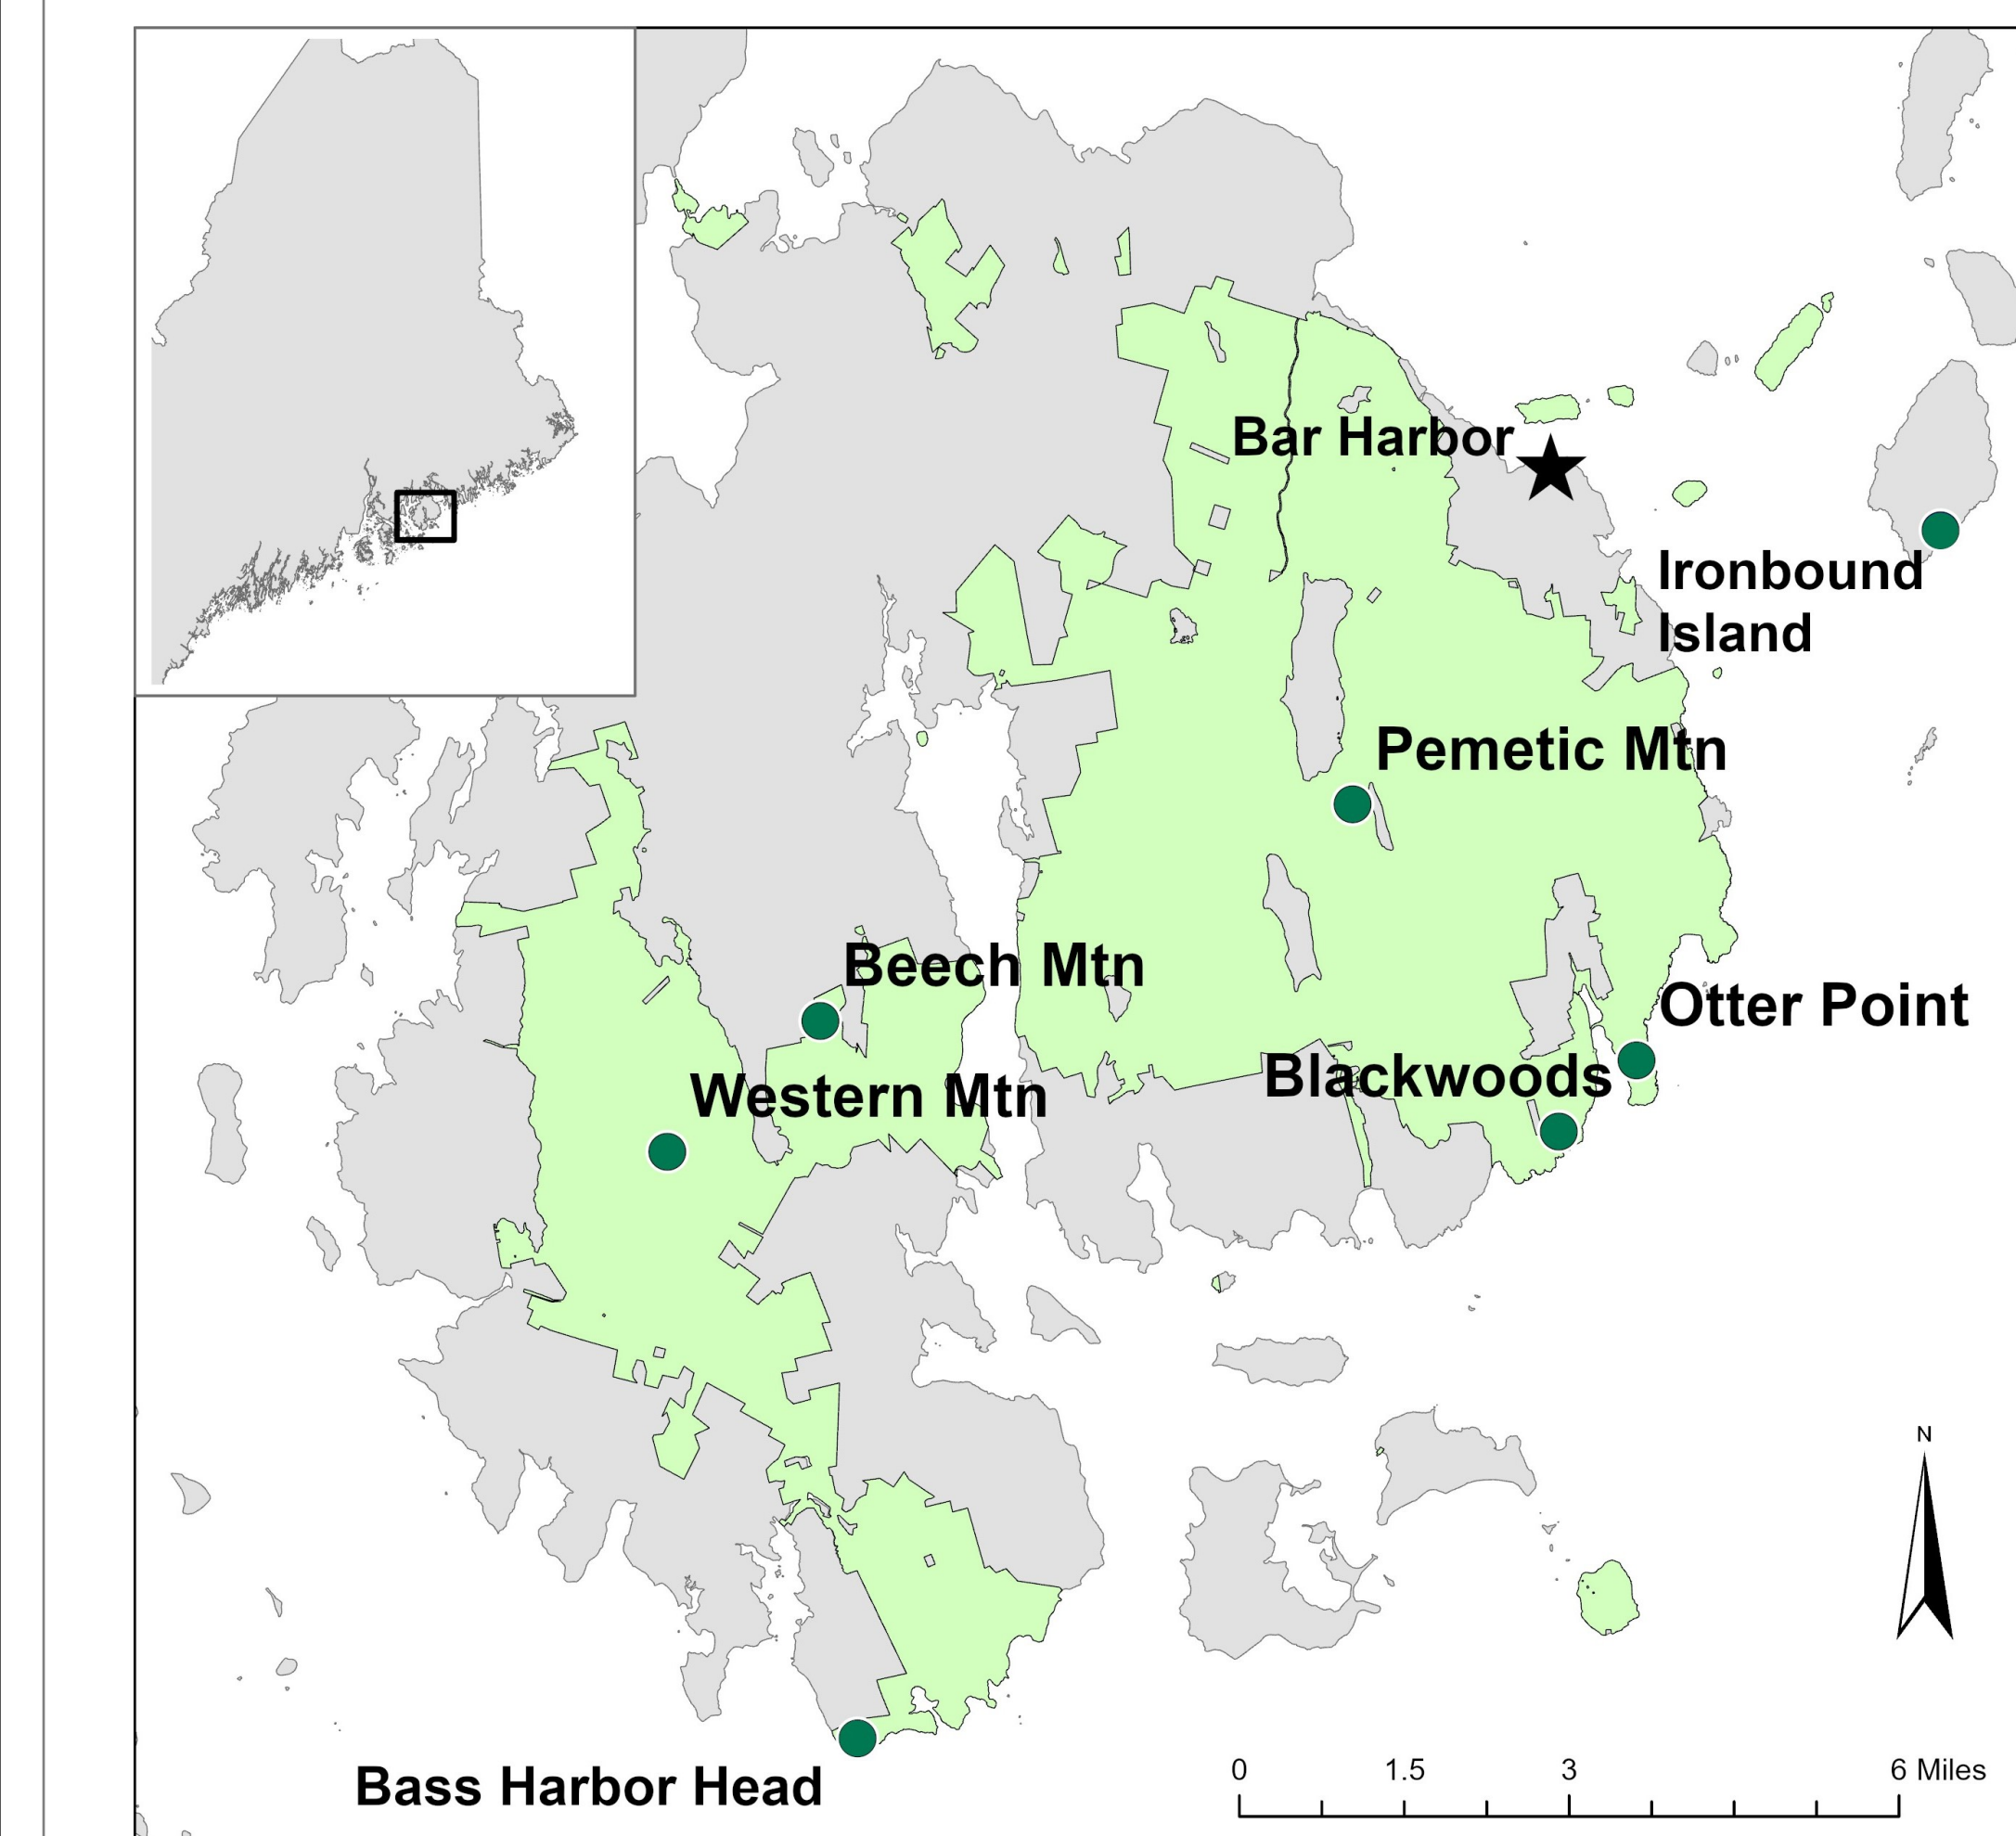 Bar Harbor
Ironbound
Island
Pemetic Mtn
Beech Mtn
Otter Point
Blackwoods
Western Mtn
N
Bass Harbor Head
0 1.5 3 6 Miles